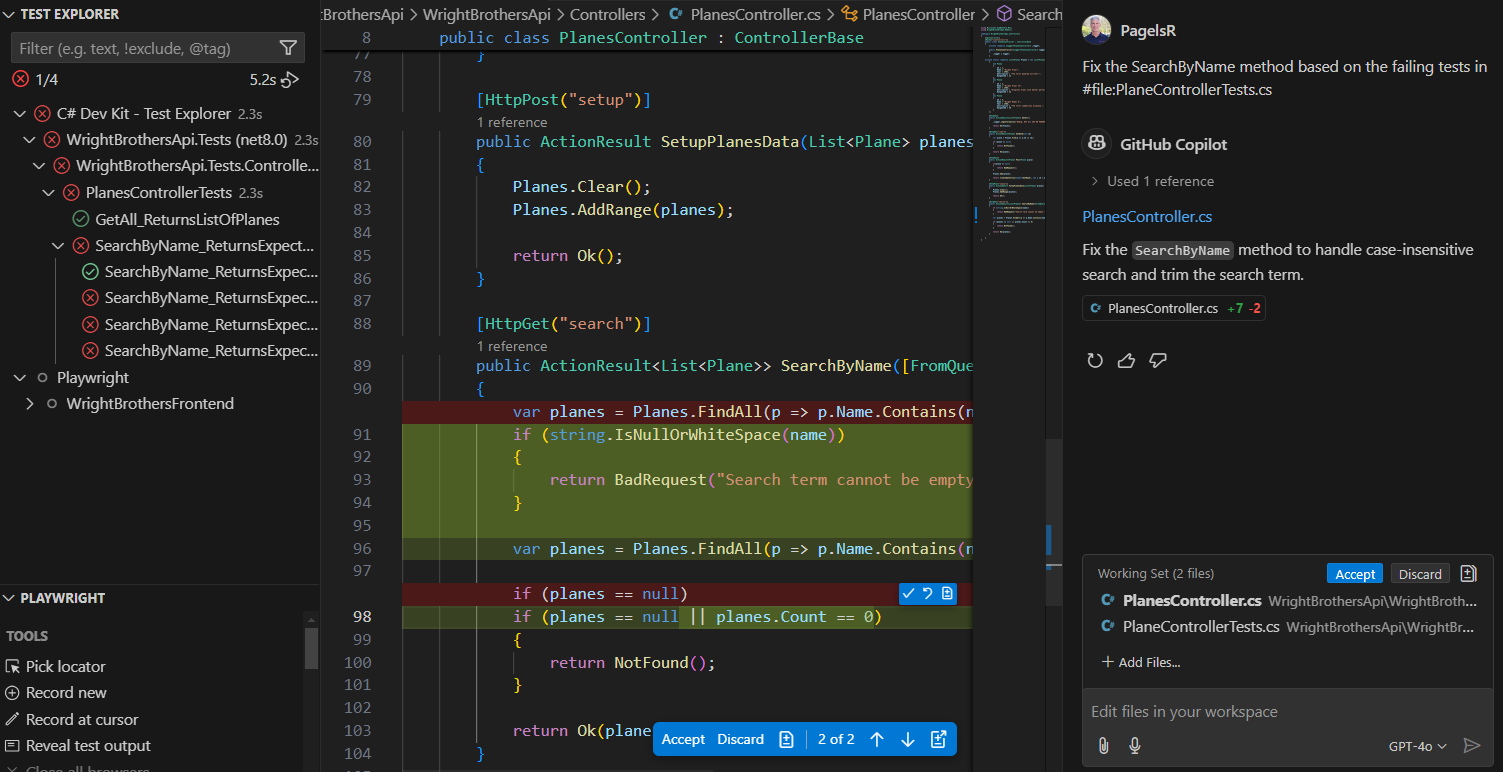 TEST EXPLORER
Filter (e.g. text, !exclude, @tag)
1/4 5.2s
C# Dev Kit - Test Explorer 2.3s
WrightBrothersApi.Tests (net8.0) 2.3s
WrightBrothersApi.Tests.Controlle...
PlanesControllerTests 2.3s
GetAll_ReturnsListOfPlanes
SearchByName_ReturnsExpect...
SearchByName_ReturnsExpec...
SearchByName_ReturnsExpec...
SearchByName_ReturnsExpec...
SearchByName_ReturnsExpec...
Playwright
WrightBrothersFrontend
PLAYWRIGHT
TOOLS
Pick locator
Record new
Record at cursor
Reveal test output
Close all browsers
tBrothersApi > WrightBrothersApi > Controllers > PlanesController.cs > PlanesController > Search
8 public class PlanesController : ControllerBase
77 }
78
79 [HttpPost("setup")]
1 reference
80 public ActionResult SetupPlanesData(List<Plane> planes
81 {
82 Planes.Clear();
83 Planes.AddRange(planes);
84
85 return Ok();
86 }
87
88 [HttpGet("search")]
1 reference
89 public ActionResult<List<Plane>> SearchByName([FromQue
90 {
var planes = Planes.FindAll(p => p.Name.Contains(n
91 if (string.IsNullOrWhiteSpace(name))
92 {
93 return BadRequest("Search term cannot be empty
94 }
95
96 var planes = Planes.FindAll(p => p.Name.Contains(n
97
if (planes == null)
98 if (planes == null || planes.Count == 0)
99 {
100 return NotFound();
101 }
102
103 return Ok(plane
104 }
Accept Discard 2 of 2
PagelsR
Fix the SearchByName method based on the failing tests in
#file:PlaneControllerTests.cs
GitHub Copilot
> Used 1 reference
PlanesController.cs
Fix the SearchByName method to handle case-insensitive
search and trim the search term.
PlanesController.cs +7 -2
Working Set (2 files) Accept Discard
PlanesController.cs WrightBrothersApi\WrightBroth...
PlaneControllerTests.cs WrightBrothersApi\WrightBr...
+ Add Files...
Edit files in your workspace
GPT-4o